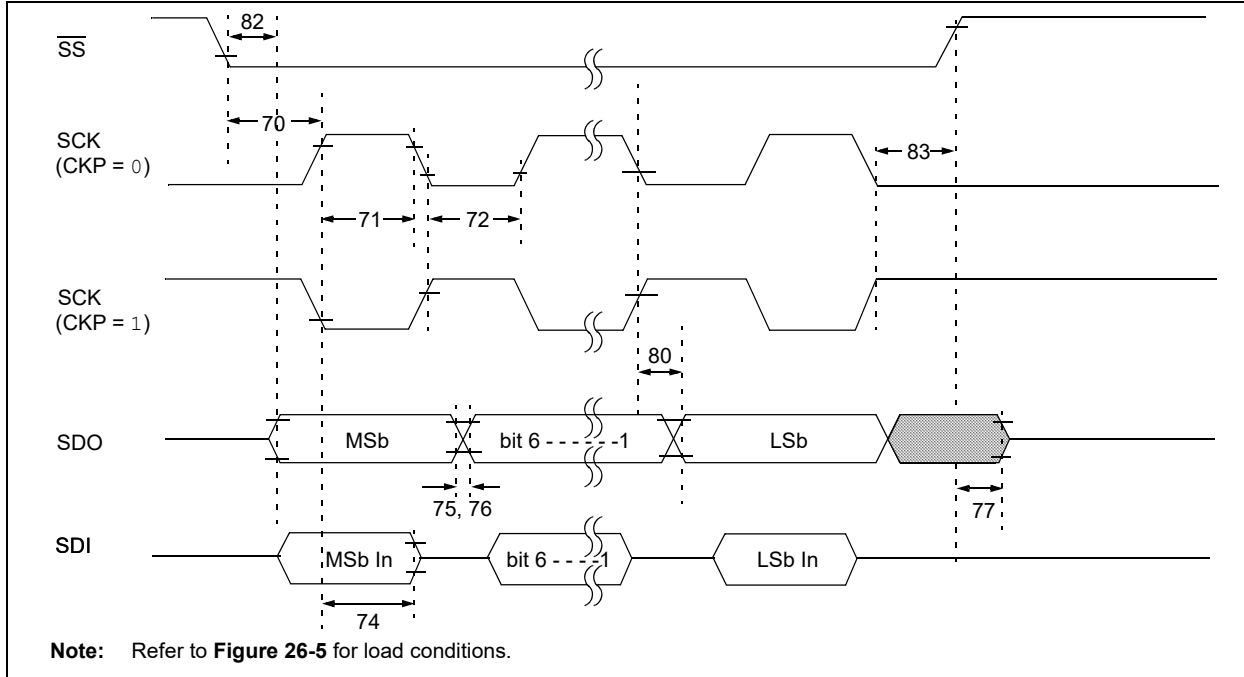 82
SS
70
SCK
(CKP = 0)
83
71
72
SCK
(CKP = 1)
80
SDO
MSb
bit 6 - - - - - -1
LSb
75, 76
77
SDI
MSb In
bit 6 - - - -1
LSb In
74
Note: Refer to Figure 26-5 for load conditions.